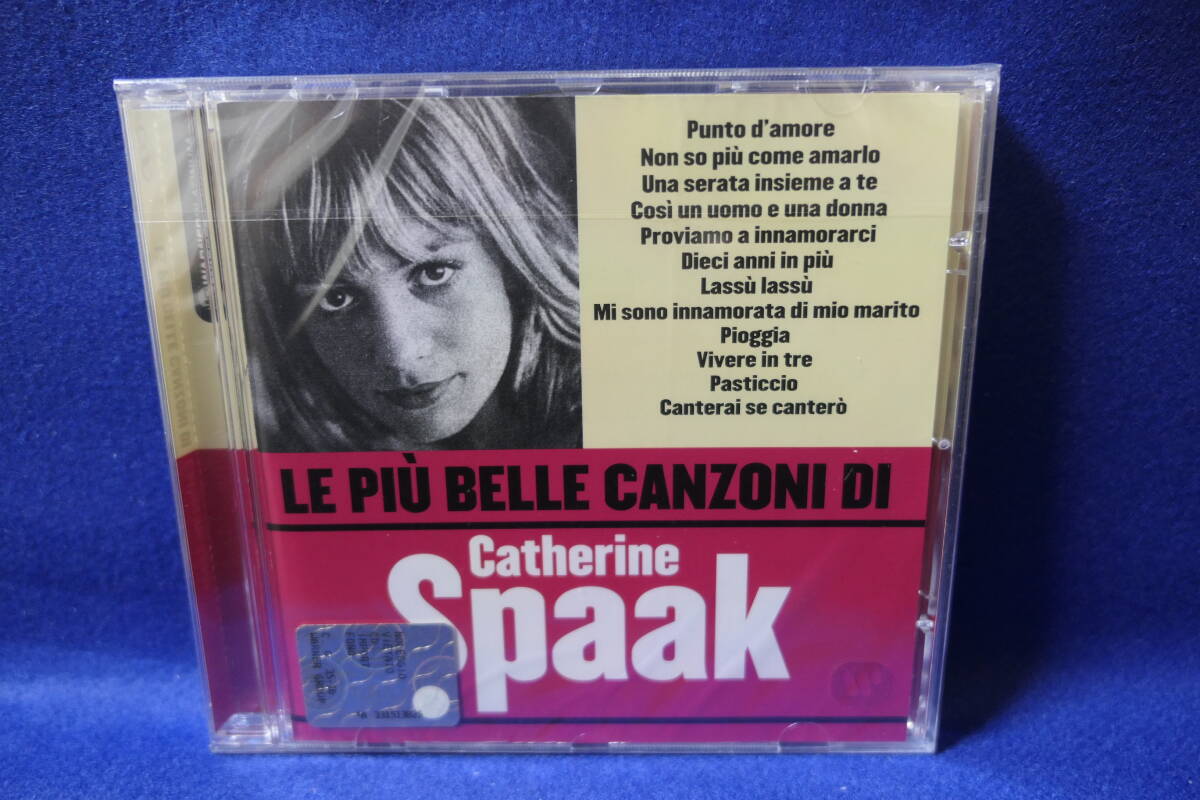 Punto d'amore
Non so più come amarlo
Una serata insieme a te
Così un uomo e una donna
Proviamo a innamorarci
Dieci anni in più
Lassù lassù
Mi sono innamorata di mio marito
Pioggia
Vivere in tre
Pasticcio
Canterai se canterò
LE PIÙ BELLE CANZONI DI
Catherine
Spaak